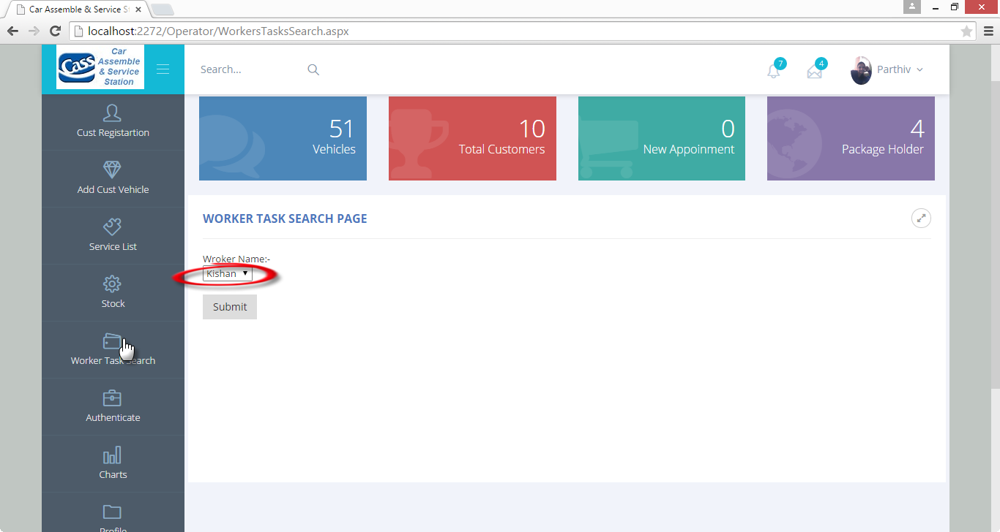 Car Assemble & Service St
localhost:2272/Operator/WorkersTasksSearch.aspx
Cass
Car
Assemble
& Service
Station
Search...
7
4
Parthiv
Cust Registartion
Add Cust Vehicle
Service List
Stock
Worker Task Search
Authenticate
Charts
Profile
51
Vehicles
10
Total Customers
0
New Appoinment
4
Package Holder
WORKER TASK SEARCH PAGE
Wroker Name:-
Kishan
Submit